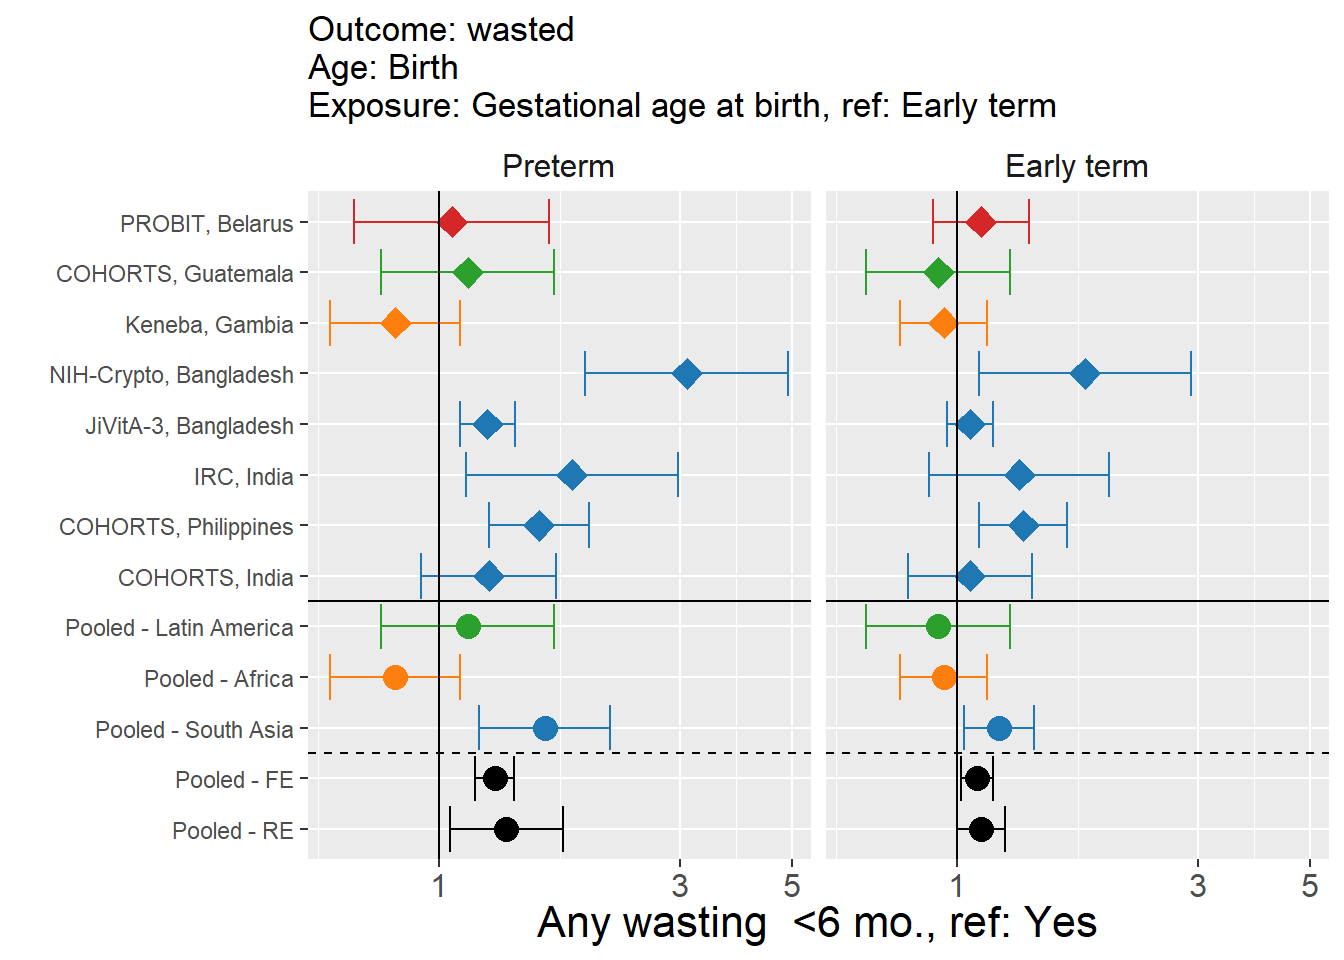 Outcome: wasted
Age: Birth
Exposure: Gestational age at birth, ref: Early term
Preterm
Early term
PROBIT, Belarus
COHORTS, Guatemala
Keneba, Gambia
NIH-Crypto, Bangladesh
JiVitA-3, Bangladesh
IRC, India
COHORTS, Philippines
COHORTS, India
Pooled - Latin America
Pooled - Africa
Pooled - South Asia
Pooled - FE
Pooled - RE
1 3 5
1 3 5
Any wasting  <6 mo., ref: Yes